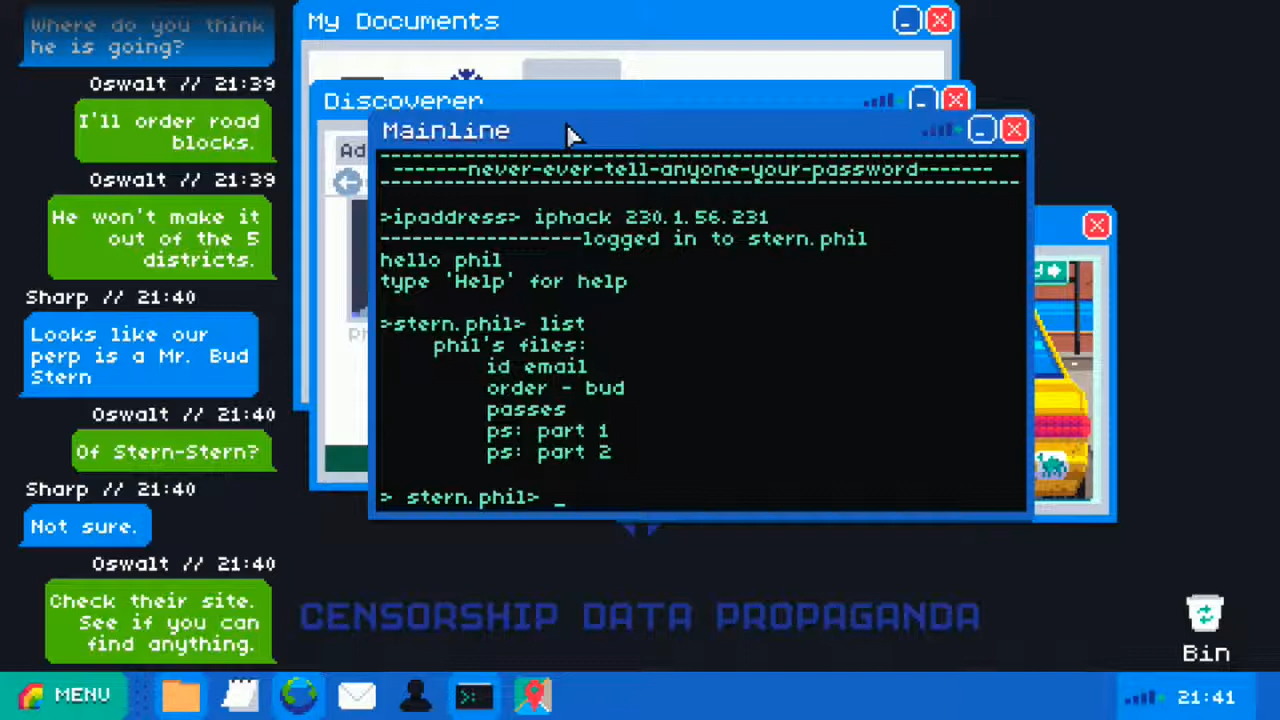 Where do you think
he is going?
Oswalt // 21:39
I'll order road
blocks.
Oswalt // 21:39
He won't make it
out of the 5
districts.
Sharp // 21:40
Looks like our
perp is a Mr. Bud
Stern
Oswalt // 21:40
Of Stern-Stern?
Sharp // 21:40
Not sure.
Oswalt // 21:40
Check their site.
See if you can
find anything.
My Documents
Discoverer
Ad
Mainline
-------never-ever-tell-anyone-your-password-------
>ipaddress> iphack 230.1.56.231
------------------logged in to stern.phil
hello phil
type 'Help' for help
>stern.phil> list
phil's files:
id email
order - bud
passes
ps: part 1
ps: part 2
> stern.phil> _
CENSORSHIP DATA PROPAGANDA
Bin
MENU
21:41